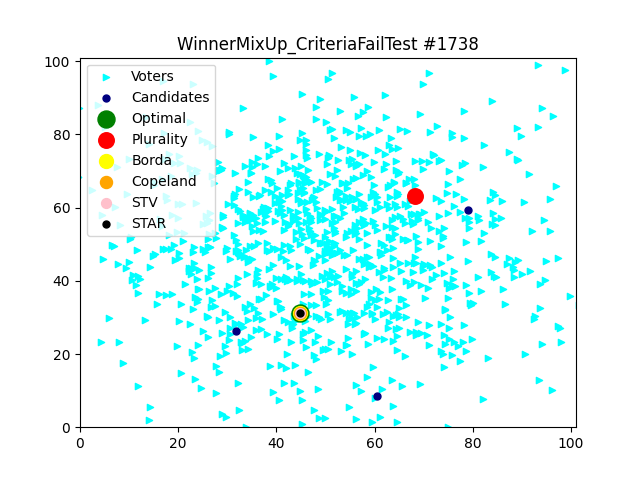 WinnerMixUp_CriteriaFailTest #1738
100
80
60
40
20
0
0 20 40 60 80 100
Voters
Candidates
Optimal
Plurality
Borda
Copeland
STV
STAR